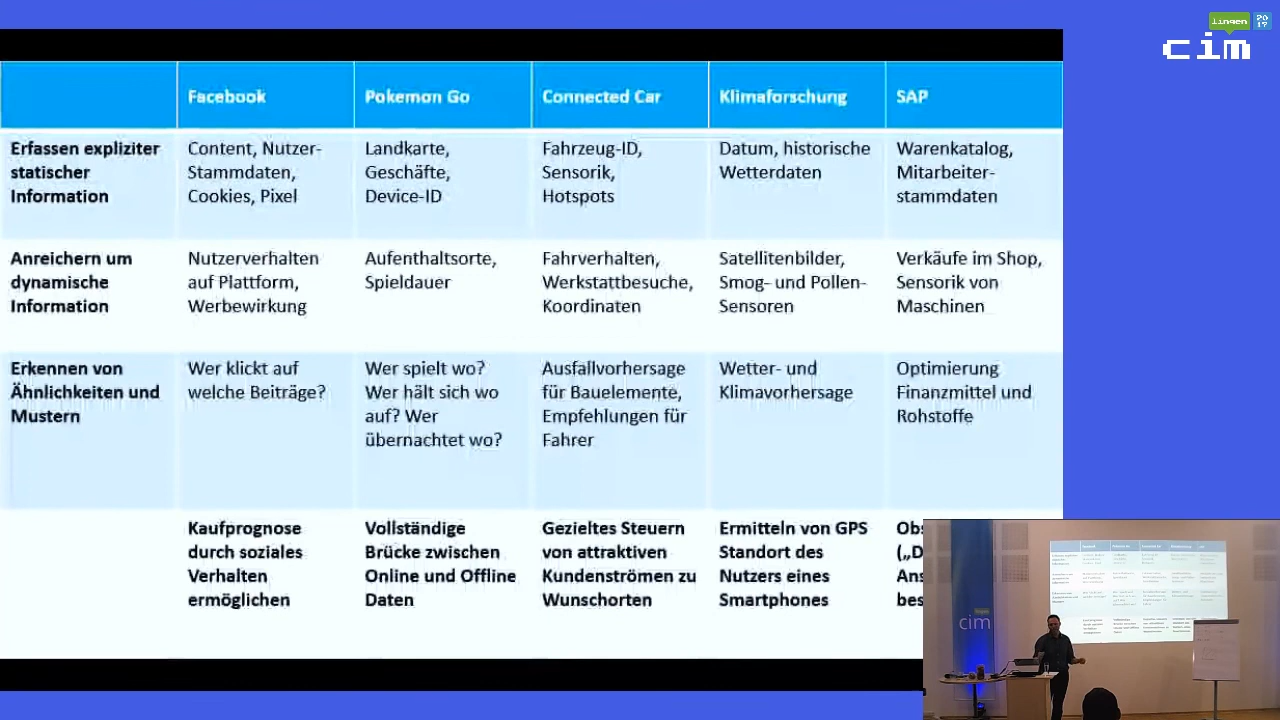 lingen
20
17
cim
Facebook
Pokemon Go
Connected Car
Klimaforschung
SAP
Erfassen expliziter
statischer
Information
Content, Nutzer-
Stammdaten,
Cookies, Pixel
Landkarte,
Geschäfte,
Device-ID
Fahrzeug-ID,
Sensorik,
Hotspots
Datum, historische
Wetterdaten
Warenkatalog,
Mitarbeiter-
stammdaten
Anreichern um
dynamische
Information
Nutzerverhalten
auf Plattform,
Werbewirkung
Aufenthaltsorte,
Spieldauer
Fahrverhalten,
Werkstattbesuche,
Koordinaten
Satellitenbilder,
Smog- und Pollen-
Sensoren
Verkäufe im Shop,
Sensorik von
Maschinen
Erkennen von
Ähnlichkeiten und
Mustern
Wer klickt auf
welche Beiträge?
Wer spielt wo?
Wer hält sich wo
auf? Wer
übernachtet wo?
Ausfallvorhersage
für Bauelemente,
Empfehlungen für
Fahrer
Wetter- und
Klimavorhersage
Optimierung
Finanzmittel und
Rohstoffe
Kaufprognose
durch soziales
Verhalten
ermöglichen
Vollständige
Brücke zwischen
Online und Offline
Daten
Gezieltes Steuern
von attraktiven
Kundenströmen zu
Wunschorten
Ermitteln von GPS
Standort des
Nutzers eines
Smartphones
Obs
(„D
Ans
bes
cim